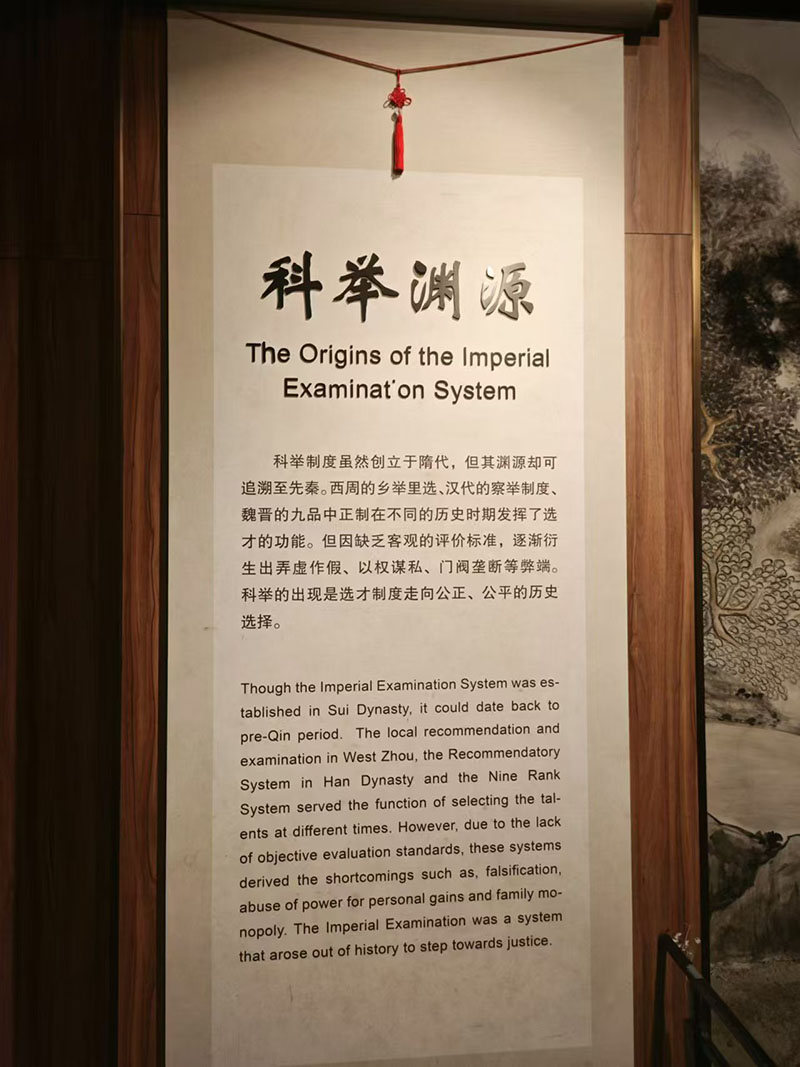 科举渊源
The Origins of the Imperial
Examinat'on System
科举制度虽然创立于隋代，但其渊源却可
追溯至先秦。西周的乡举里选、汉代的察举制度、
魏晋的九品中正制在不同的历史时期发挥了选
才的功能。但因缺乏客观的评价标准，逐渐衍
生出弄虚作假、以权谋私、门阀垄断等弊端。
科举的出现是选才制度走向公正、公平的历史
选择。
Though the Imperial Examination System was es-
tablished in Sui Dynasty, it could date back to
pre-Qin period. The local recommendation and
examination in West Zhou, the Recommendatory
System in Han Dynasty and the Nine Rank
System served the function of selecting the tal-
ents at different times. However, due to the lack
of objective evaluation standards, these systems
derived the shortcomings such as, falsification,
abuse of power for personal gains and family mo-
nopoly. The Imperial Examination was a system
that arose out of history to step towards justice.